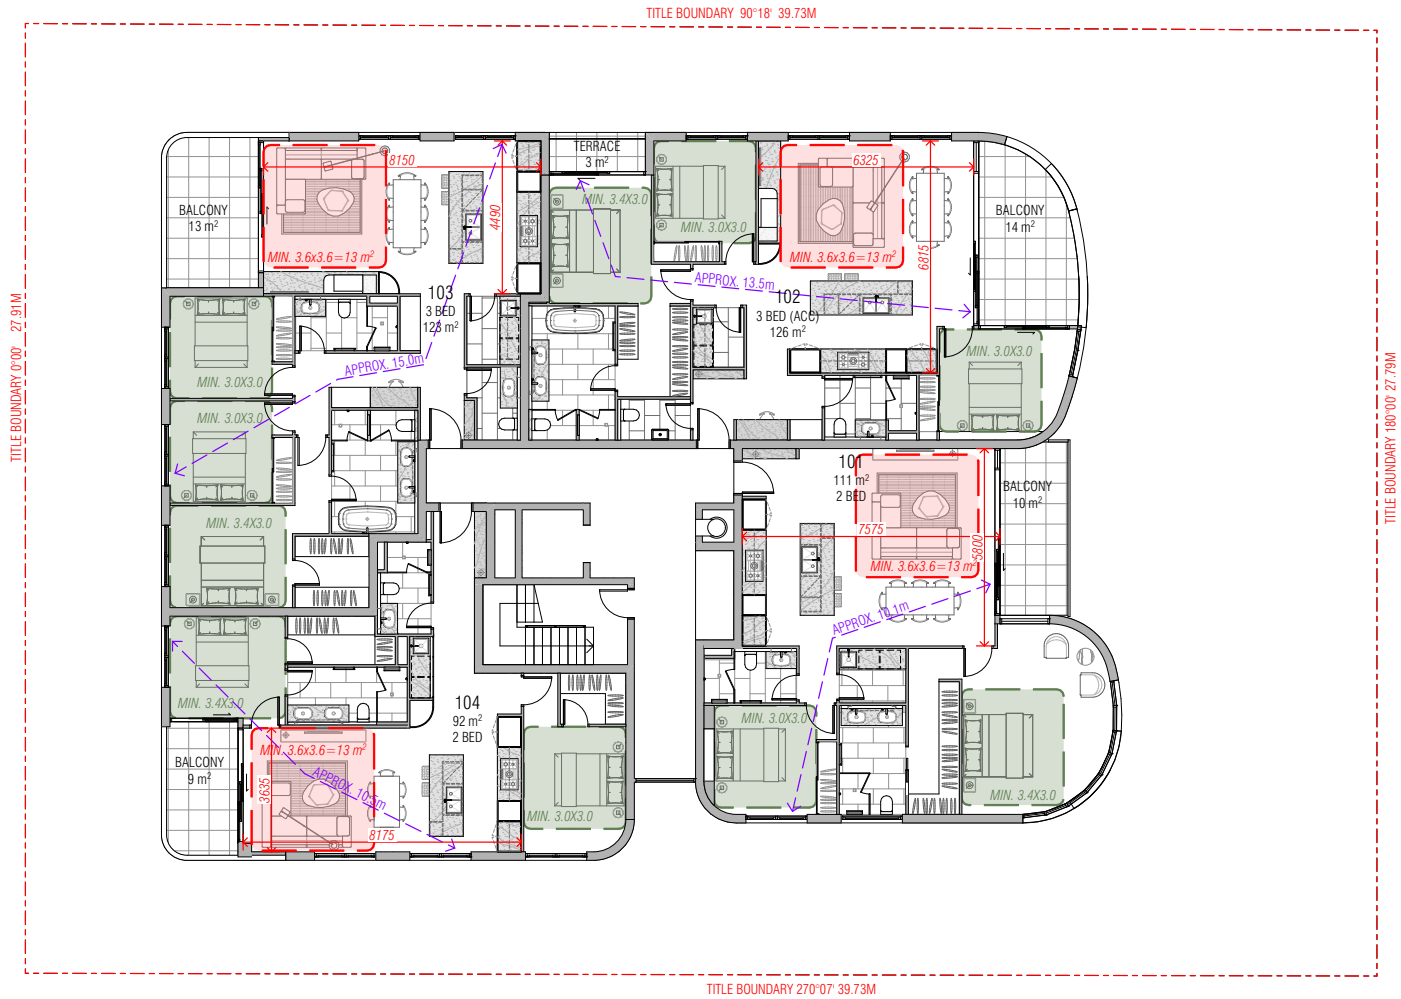 TITLE BOUNDARY 90°18' 39.73M
TITLE BOUNDARY 0°00' 27.91M
TITLE BOUNDARY 180°00' 27.79M
TITLE BOUNDARY 270°07' 39.73M
BALCONY
13 m²
8150
MIN. 3.6x3.6=13 m²
4490
103
3 BED
123 m²
APPROX. 15.0m
MIN. 3.0X3.0
MIN. 3.0X3.0
MIN. 3.4X3.0
TERRACE
3 m²
MIN. 3.4X3.0
MIN. 3.0X3.0
6325
MIN. 3.6x3.6=13 m²
6815
BALCONY
14 m²
APPROX. 13.5m
102
3 BED (ACC)
126 m²
MIN. 3.0X3.0
101
111 m²
2 BED
BALCONY
10 m²
7575
5800
MIN. 3.6x3.6=13 m²
APPROX. 10.1m
MIN. 3.0X3.0
MIN. 3.4X3.0
MIN. 3.4X3.0
104
92 m²
2 BED
BALCONY
9 m²
MIN. 3.6x3.6=13 m²
3635
APPROX. 10.5m
8175
MIN. 3.0X3.0